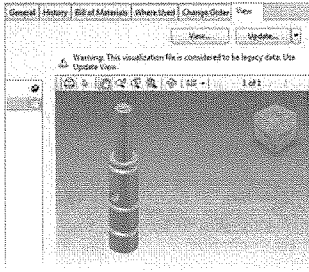 General History Bill of Materials Where Used Change Order View
View... Update...
Warning: This visualization file is considered to be legacy data. Use
Update View.
1 of 1